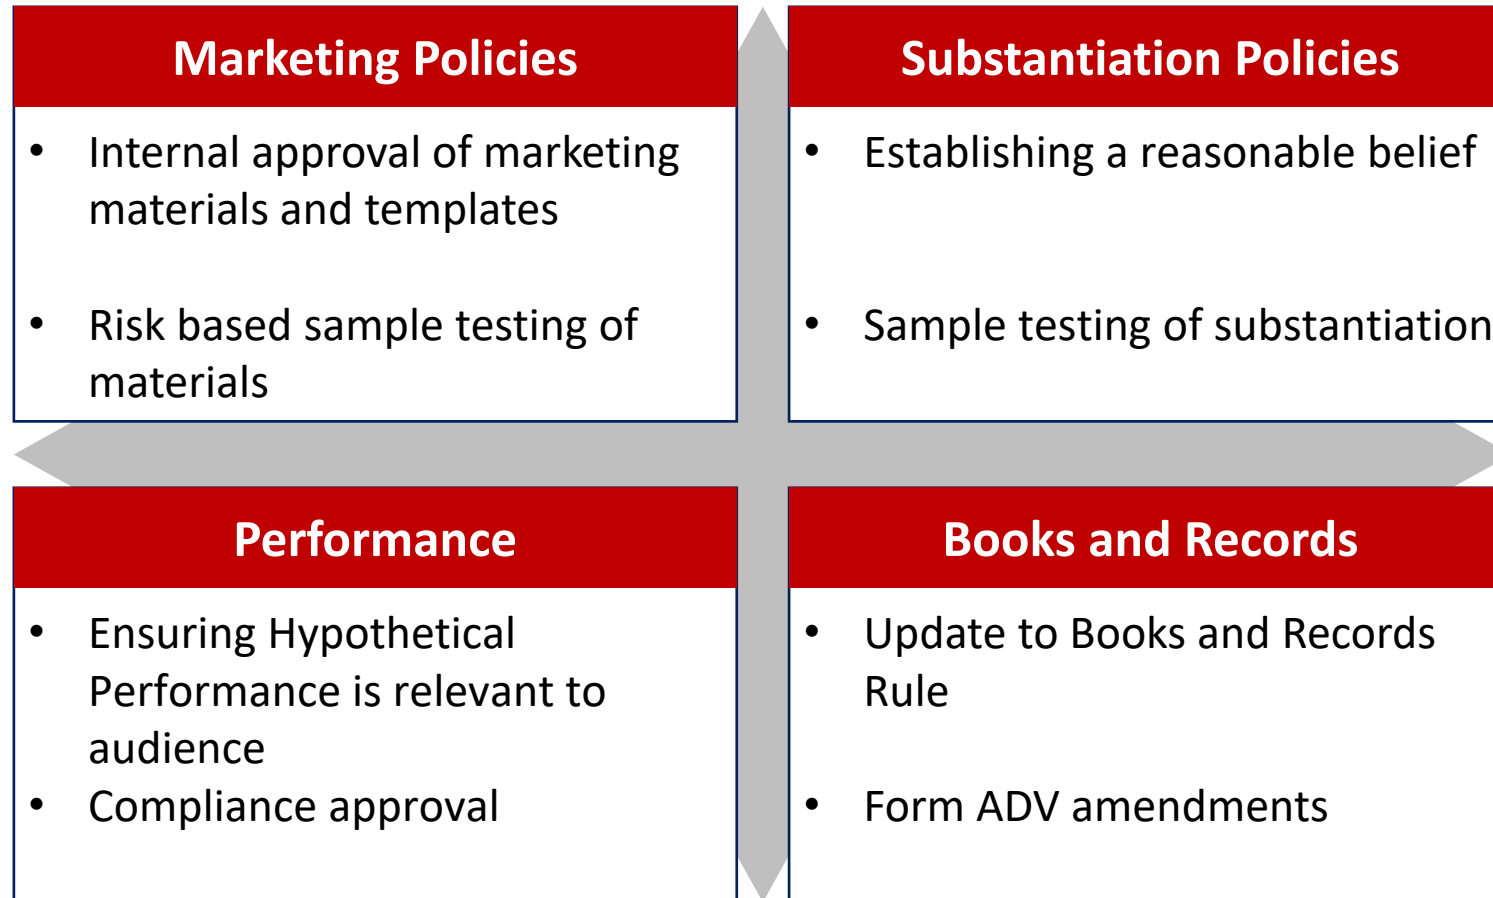 Marketing Policies
• Internal approval of marketing
materials and templates
• Risk based sample testing of
materials
Substantiation Policies
• Establishing a reasonable belief
• Sample testing of substantiation
Performance
• Ensuring Hypothetical
Performance is relevant to
audience
• Compliance approval
Books and Records
• Update to Books and Records
Rule
• Form ADV amendments